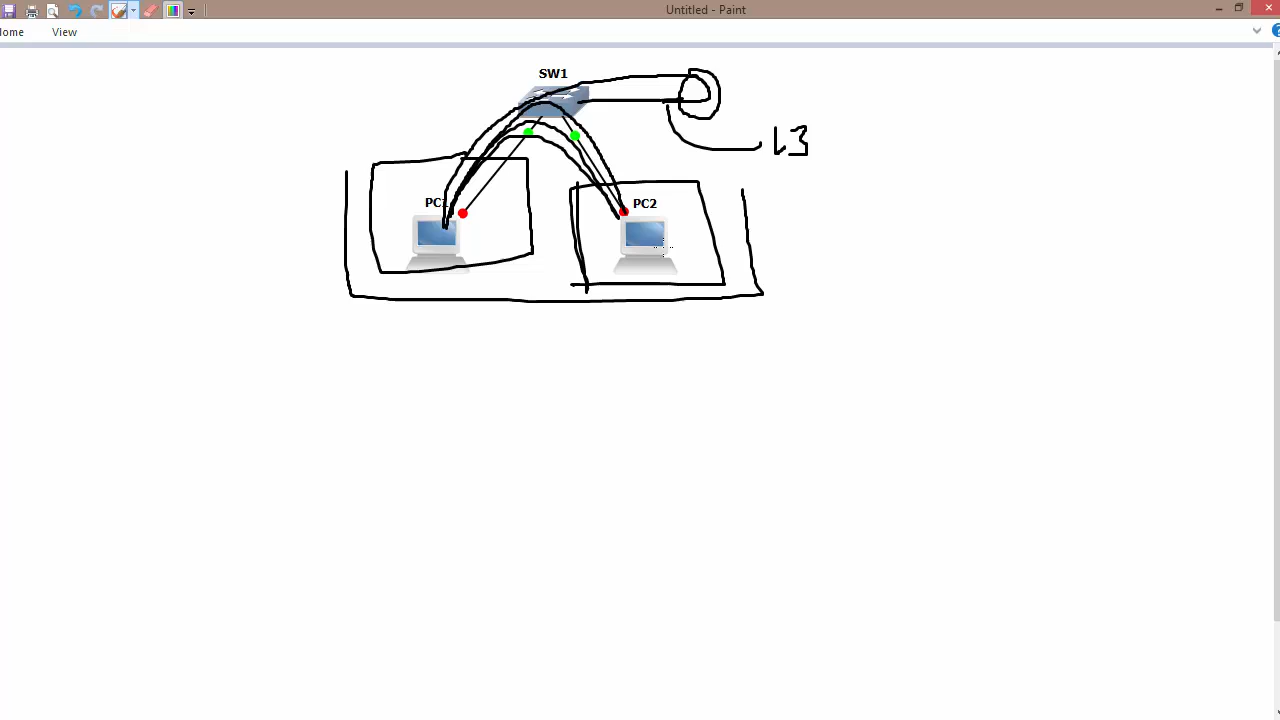 Untitled - Paint
ome
View
SW1
L3
PC1
PC2